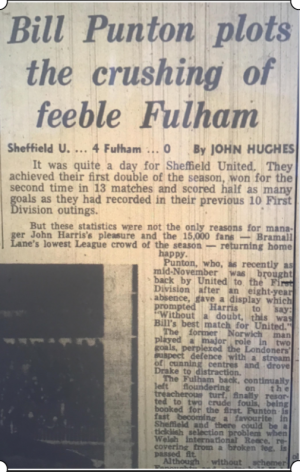 Bill Punton plots
the crushing of
feeble Fulham
Sheffield U. ... 4 Fulham ... 0 By JOHN HUGHES
It was quite a day for Sheffield United. They
achieved their first double of the season, won for the
second time in 13 matches and scored half as many
goals as they had recorded in their previous 10 First
Division outings.
But these statistics were not the only reasons for mana-
ger John Harris's pleasure and the 15,000 fans — Bramall
Lane's lowest League crowd of the season — returning home
happy.
Punton, who, as recently as
mid-November was brought
back by United to the First
Division after an eight-year
absence, gave a display which
prompted Harris to say:
"Without a doubt, this was
Bill's best match for United."
The former Norwich man
played a major role in two
goals, perplexed the Londoners'
suspect defence with a stream
of cunning centres and drove
Drake to distraction.
The Fulham back, continually
left floundering on the
treacherous turf, finally resor-
ted to two crude fouls, being
booked for the first. Punton is
fast becoming a favourite in
Sheffield and there could be a
ticklish selection problem when
Welsh International Reece, re-
covering from a broken leg, is
passed fit.
Although without